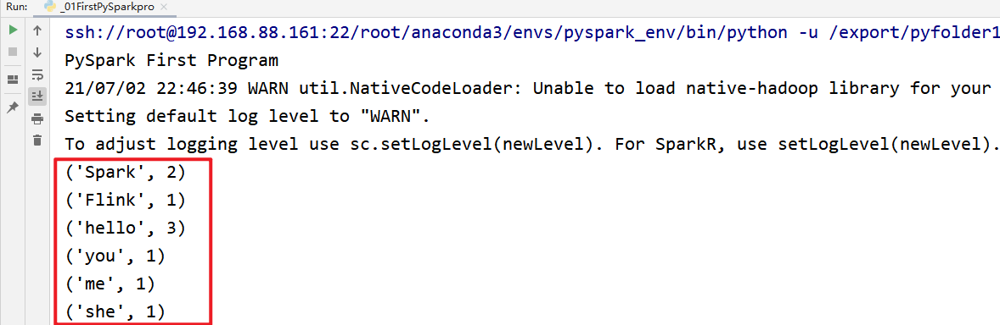 Run: _01FirstPySparkpro ×
ssh://root@192.168.88.161:22/root/anaconda3/envs/pyspark_env/bin/python -u /export/pyfolder1
PySpark First Program
21/07/02 22:46:39 WARN util.NativeCodeLoader: Unable to load native-hadoop library for your
Setting default log level to "WARN".
To adjust logging level use sc.setLogLevel(newLevel). For SparkR, use setLogLevel(newLevel).
('Spark', 2)
('Flink', 1)
('hello', 3)
('you', 1)
('me', 1)
('she', 1)